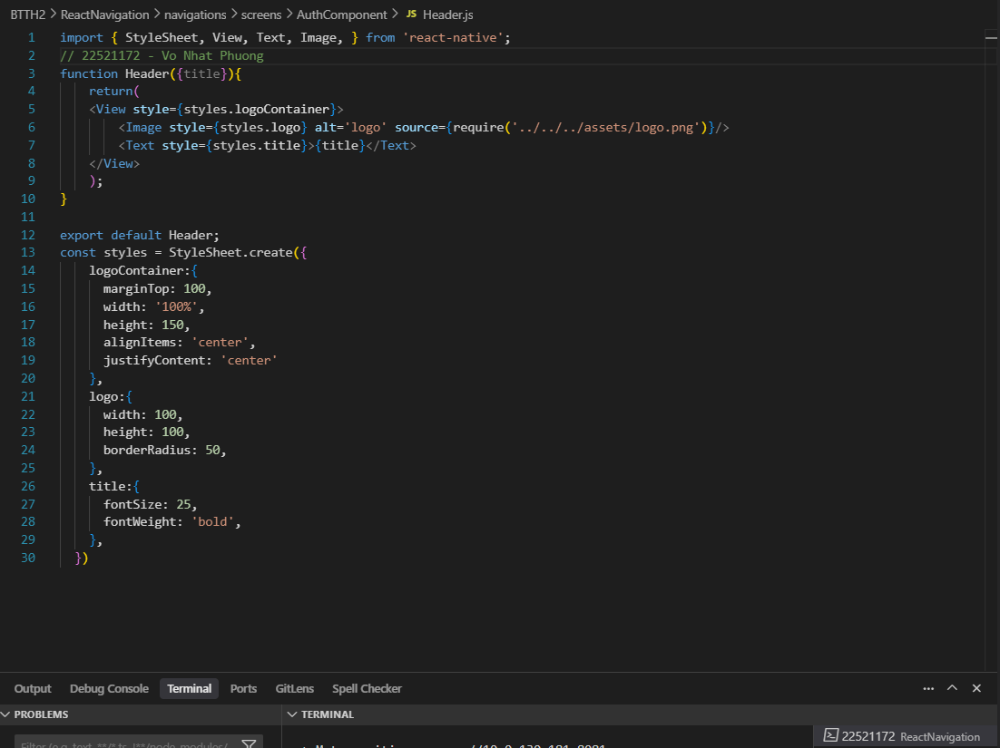 BTTH2 > ReactNavigation > navigations > screens > AuthComponent > JS Header.js
1 import { StyleSheet, View, Text, Image, } from 'react-native';
2 // 22521172 - Vo Nhat Phuong
3 function Header({title}){
4 return(
5 <View style={styles.logoContainer}>
6 <Image style={styles.logo} alt='logo' source={require('../../../assets/logo.png')}/>
7 <Text style={styles.title}>{title}</Text>
8 </View>
9 );
10 }
11
12 export default Header;
13 const styles = StyleSheet.create({
14 logoContainer:{
15 marginTop: 100,
16 width: '100%',
17 height: 150,
18 alignItems: 'center',
19 justifyContent: 'center'
20 },
21 logo:{
22 width: 100,
23 height: 100,
24 borderRadius: 50,
25 },
26 title:{
27 fontSize: 25,
28 fontWeight: 'bold',
29 },
30 })
Output Debug Console Terminal Ports GitLens Spell Checker
PROBLEMS TERMINAL
22521172 ReactNavigation